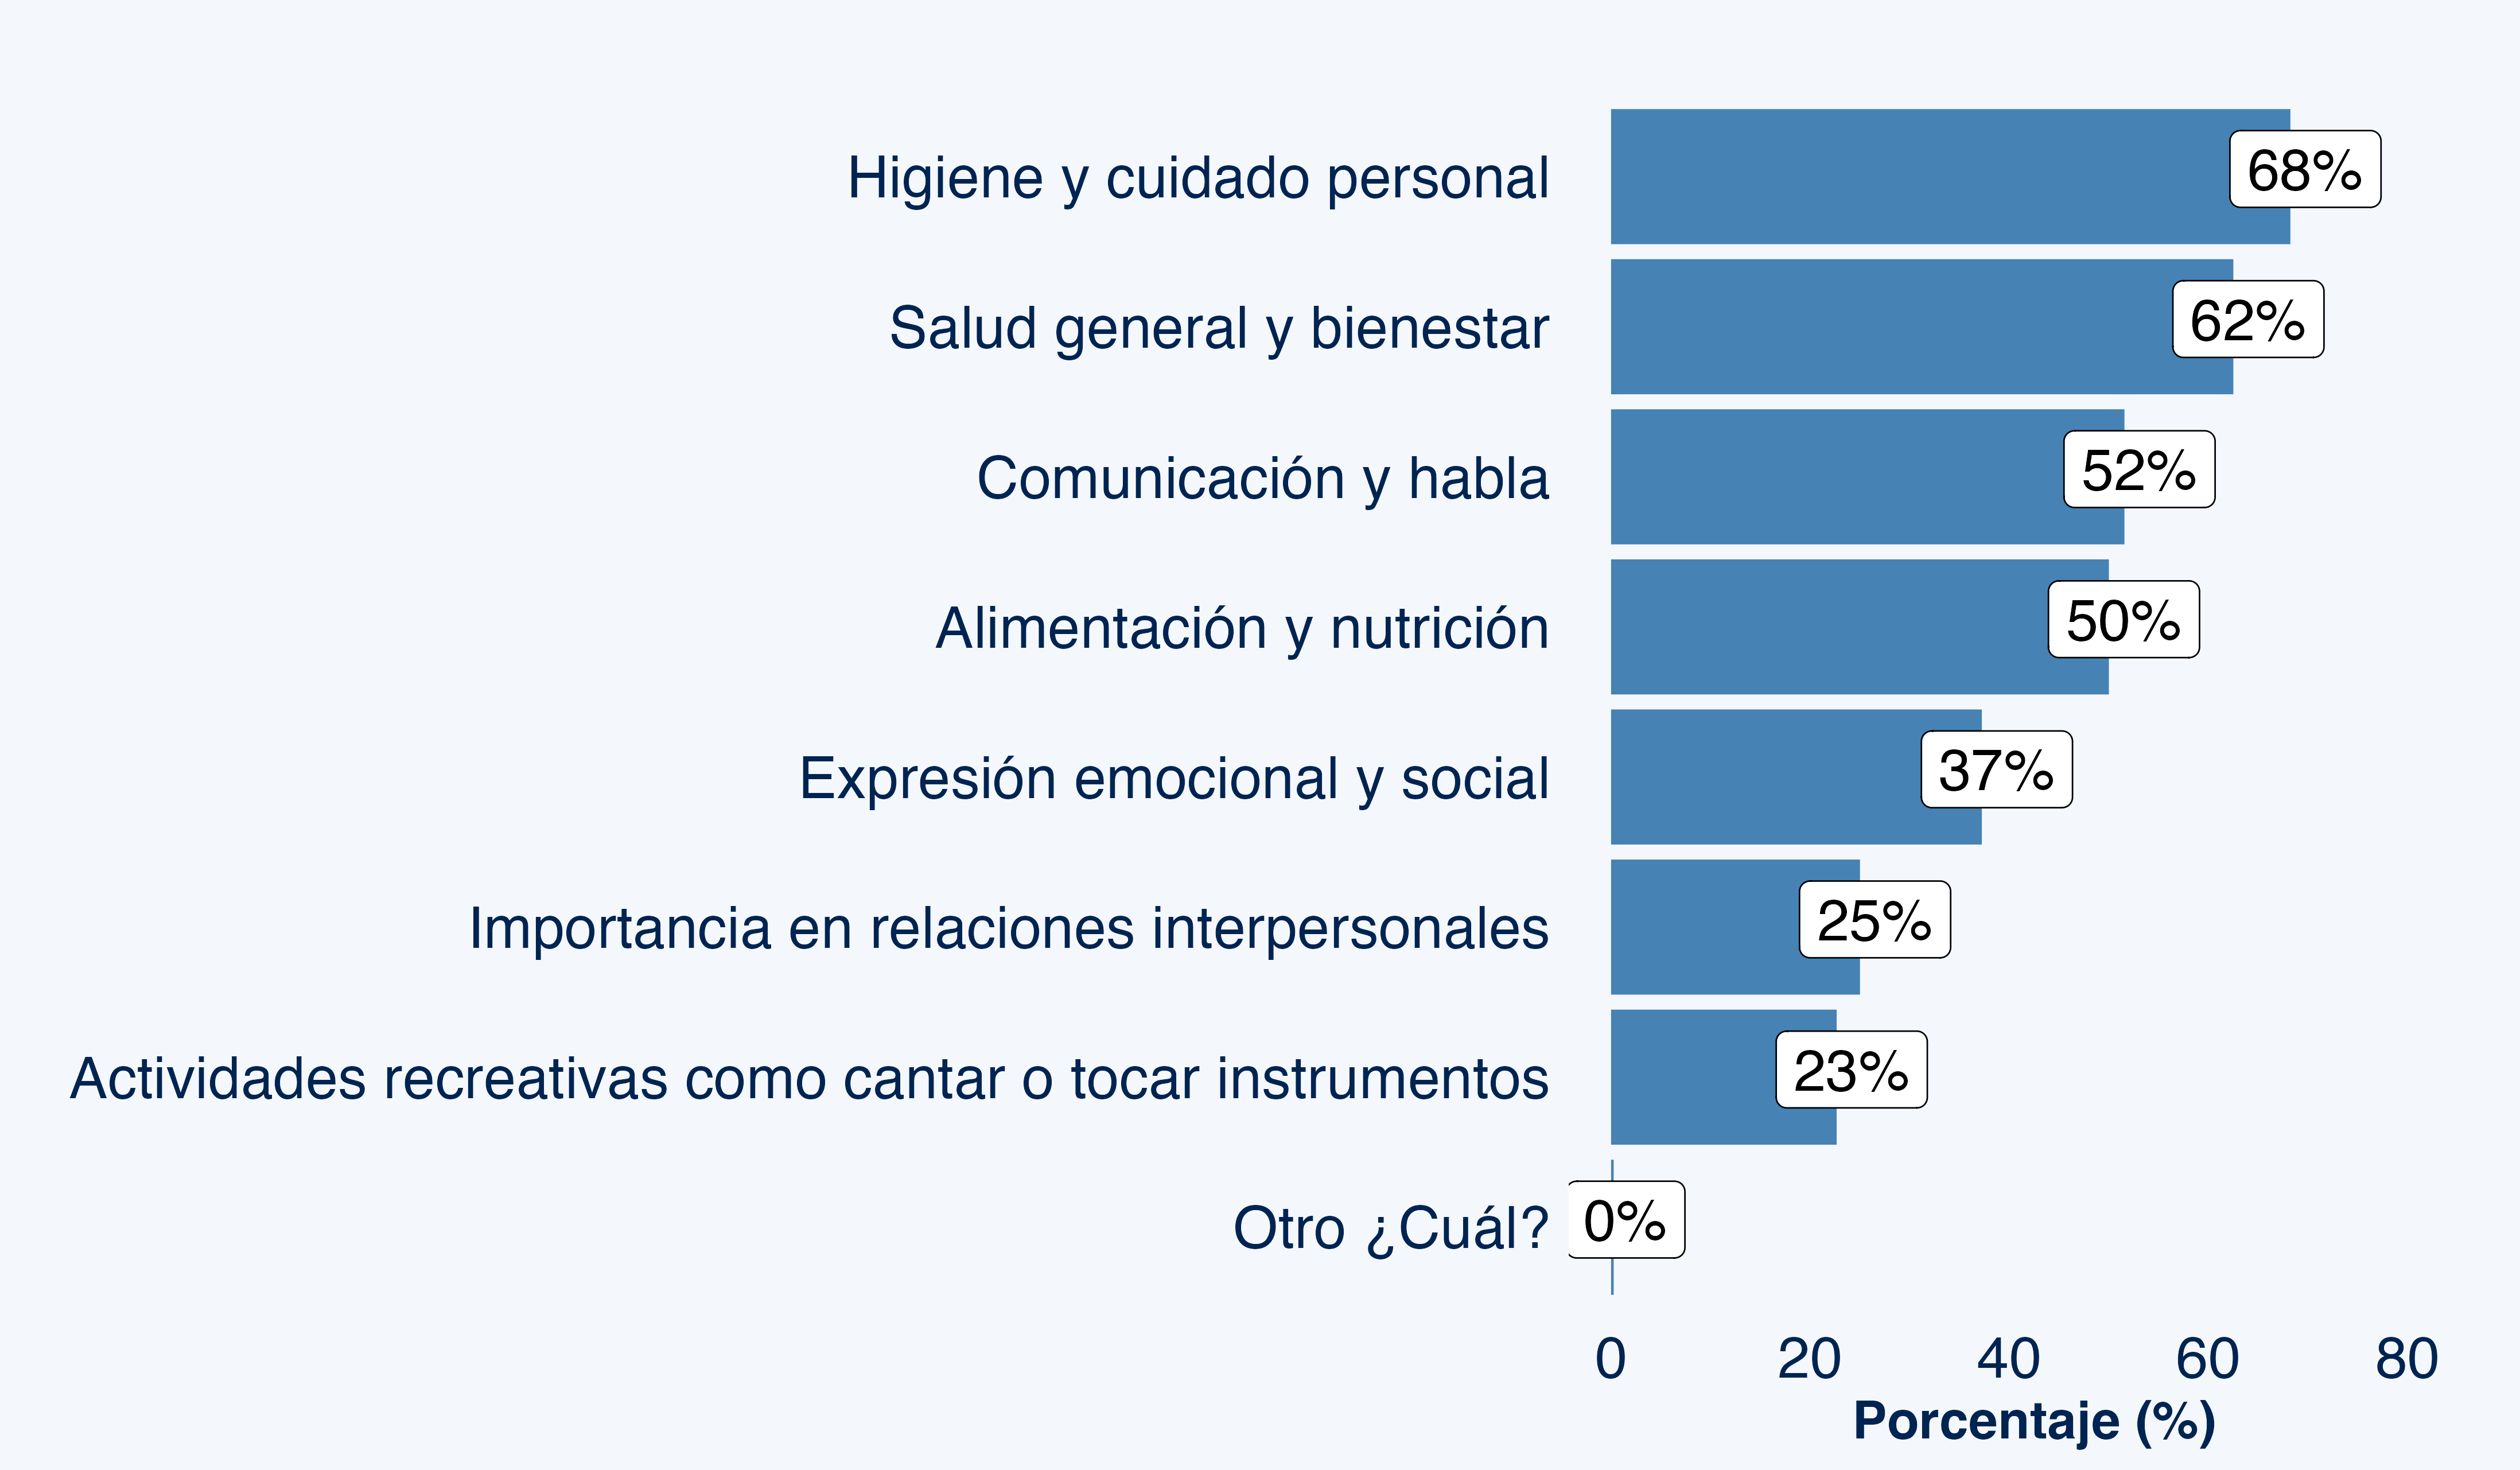 Higiene y cuidado personal 68%
Salud general y bienestar 62%
Comunicación y habla 52%
Alimentación y nutrición 50%
Expresión emocional y social 37%
Importancia en relaciones interpersonales 25%
Actividades recreativas como cantar o tocar instrumentos 23%
Otro ¿Cuál? 0%
0 20 40 60 80
Porcentaje (%)